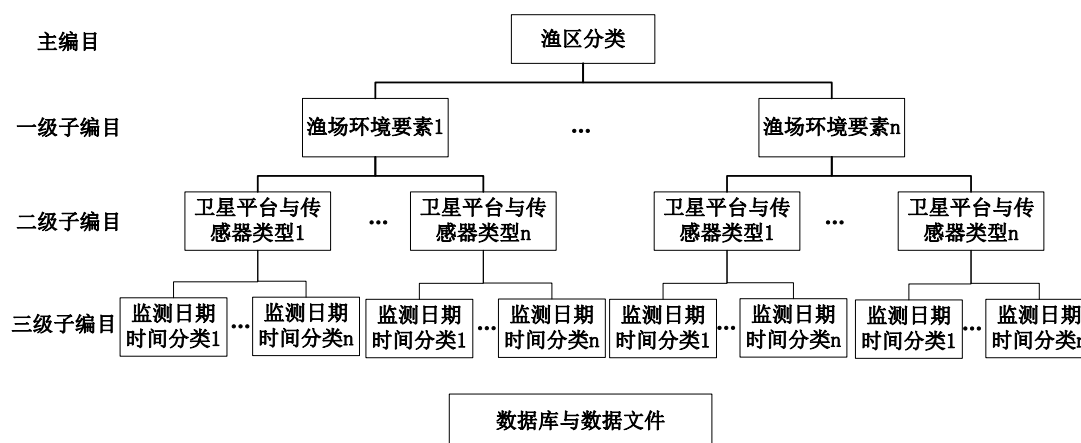 主编目
渔区分类
一级子编目
渔场环境要素1
...
渔场环境要素n
二级子编目
卫星平台与传
感器类型1
...
卫星平台与传
感器类型n
卫星平台与传
感器类型1
...
卫星平台与传
感器类型n
三级子编目
监测日期
时间分类1
...
监测日期
时间分类n
监测日期
时间分类1
...
监测日期
时间分类n
监测日期
时间分类1
...
监测日期
时间分类n
监测日期
时间分类1
...
监测日期
时间分类n
数据库与数据文件